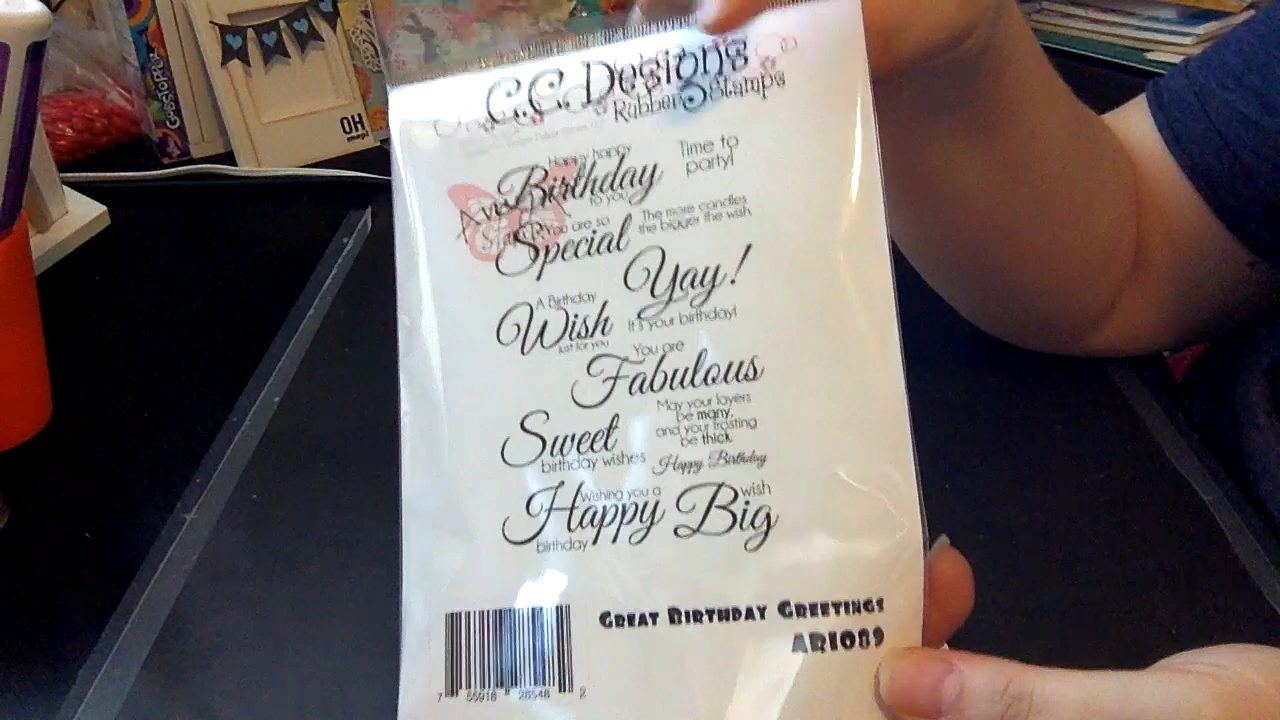 C.C. Designs
Rubber Stamps
Happy happy
Birthday
to you
Time to
party!
You are so
Special
The more candles
the bigger the wish
Yay!
It's your birthday!
A Birthday
Wish
just for you
You are
Fabulous
May your layers
be many,
and your frosting
be thick
Sweet
birthday wishes
Happy Birthday
Wishing you a
Happy
birthday
Big
wish
GREAT BIRTHDAY GREETINGS
AR1089
OH